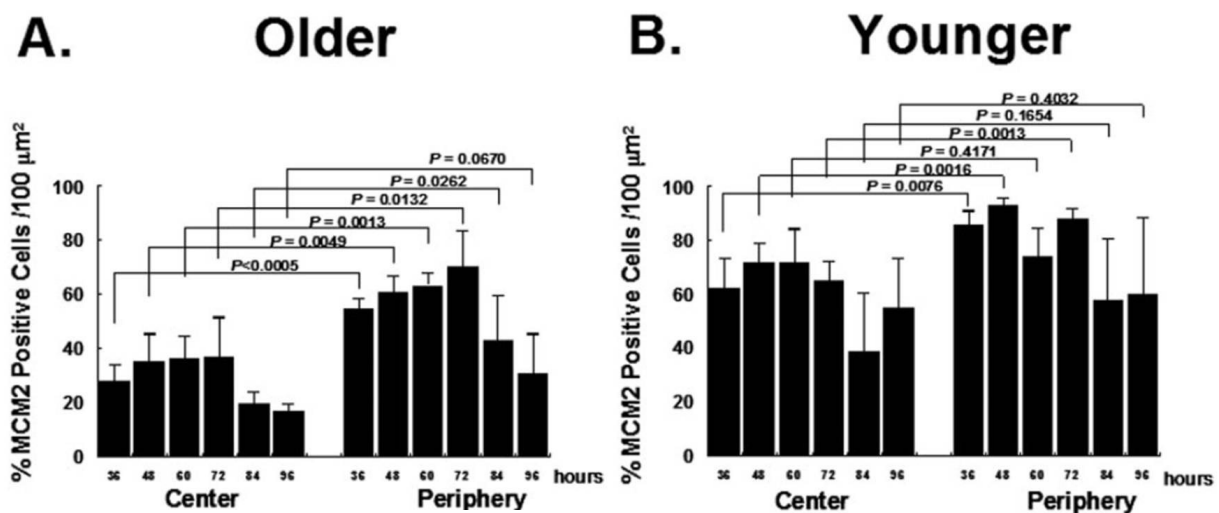 A. Older
%MCM2 Positive Cells /100 µm²
P = 0.0670
P = 0.0262
P = 0.0132
P = 0.0013
P = 0.0049
P<0.0005
100
80
60
40
20
0
36 48 60 72 84 96 36 48 60 72 84 96 hours
Center Periphery
B. Younger
%MCM2 Positive Cells /100 µm²
P = 0.4032
P = 0.1654
P = 0.0013
P = 0.4171
P = 0.0016
P = 0.0076
100
80
60
40
20
0
36 48 60 72 84 96 36 48 60 72 84 96 hours
Center Periphery